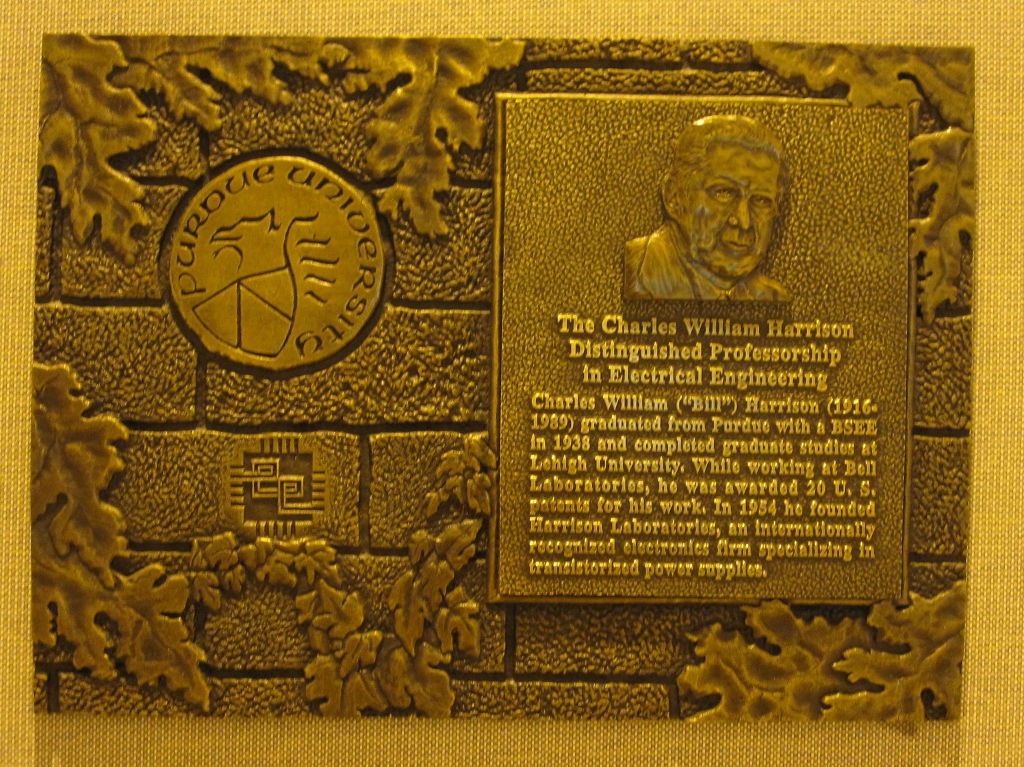 PURDUE UNIVERSITY
The Charles William Harrison
Distinguished Professorship
in Electrical Engineering
Charles William ("Bill") Harrison (1916-
1989) graduated from Purdue with a BSEE
in 1938 and completed graduate studies at
Lehigh University. While working at Bell
Laboratories, he was awarded 20 U. S.
patents for his work. In 1954 he founded
Harrison Laboratories, an internationally
recognized electronics firm specializing in
transistorized power supplies.